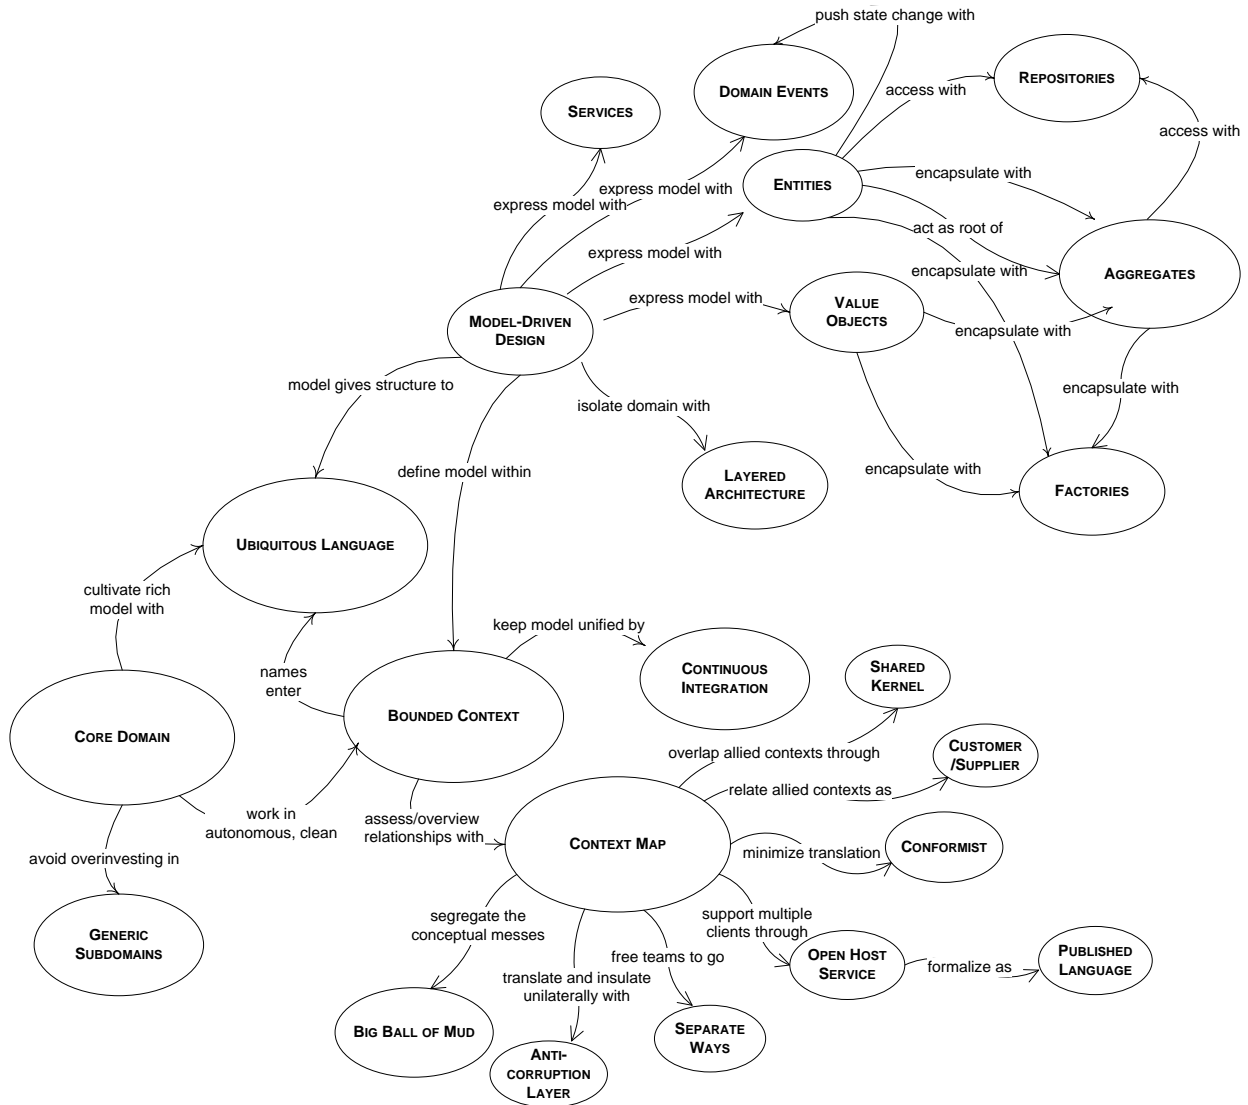 push state change with
DOMAIN EVENTS
REPOSITORIES
access with
SERVICES
access with
ENTITIES
encapsulate with
express model with
express model with
act as root of
express model with
encapsulate with
AGGREGATES
express model with
VALUE
OBJECTS
encapsulate with
MODEL-DRIVEN
DESIGN
model gives structure to
isolate domain with
encapsulate with
define model within
LAYERED
ARCHITECTURE
encapsulate with
FACTORIES
UBIQUITOUS LANGUAGE
cultivate rich
model with
keep model unified by
names
enter
CONTINUOUS
INTEGRATION
SHARED
KERNEL
CORE DOMAIN
BOUNDED CONTEXT
overlap allied contexts through
CUSTOMER
/SUPPLIER
relate allied contexts as
work in
autonomous, clean
assess/overview
relationships with
CONTEXT MAP
minimize translation
CONFORMIST
avoid overinvesting in
GENERIC
SUBDOMAINS
segregate the
conceptual messes
support multiple
clients through
free teams to go
OPEN HOST
SERVICE
formalize as
PUBLISHED
LANGUAGE
translate and insulate
unilaterally with
BIG BALL OF MUD
SEPARATE
WAYS
ANTI-
CORRUPTION
LAYER